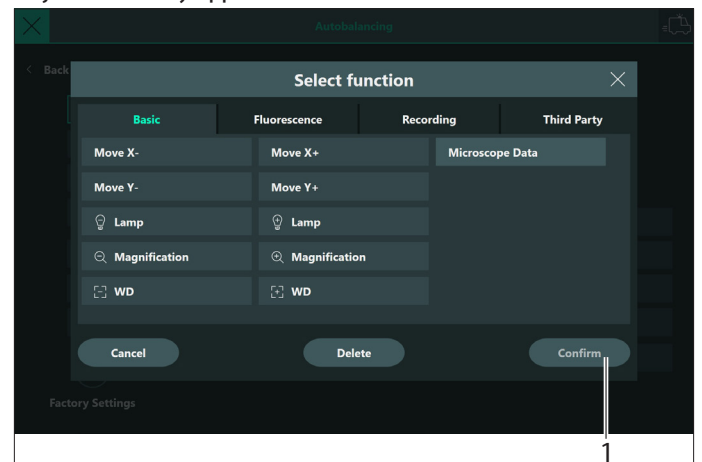 Autobalancing
< Back
Select function
Basic Fluorescence Recording Third Party
Move X- Move X+ Microscope Data
Move Y- Move Y+
Lamp Lamp
Magnification Magnification
WD WD
Cancel Delete Confirm
Factory Settings
1